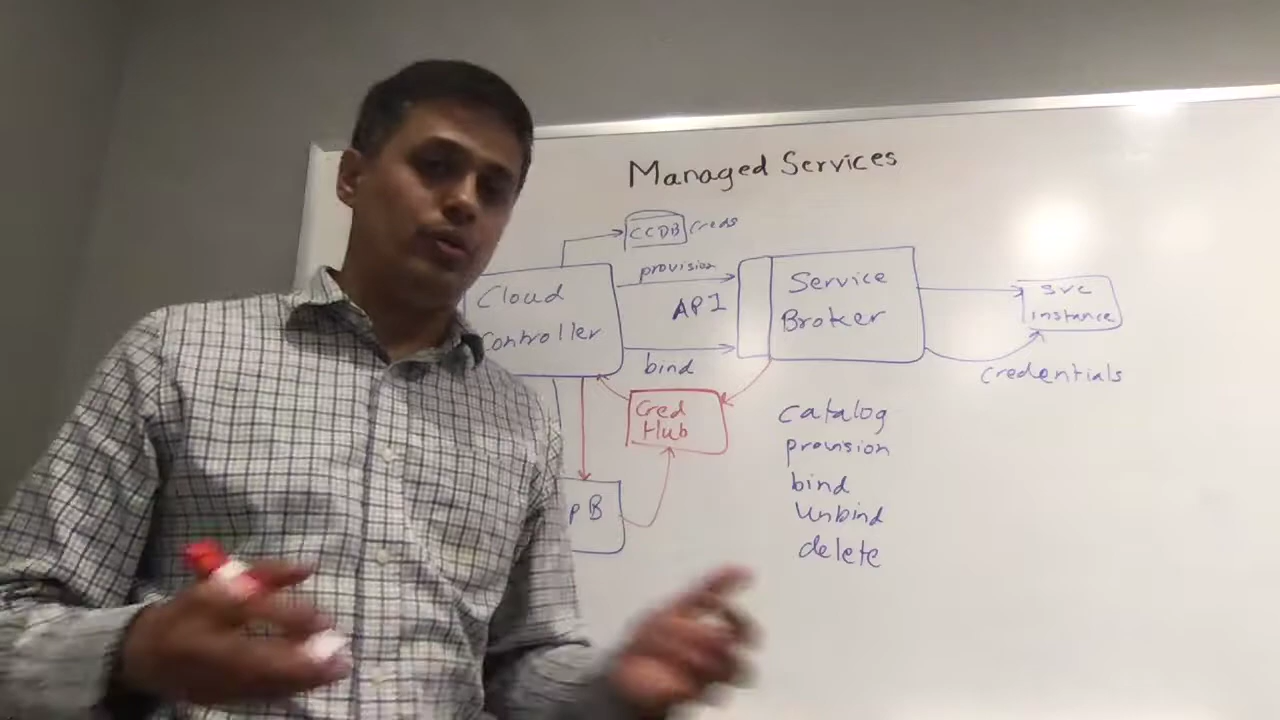 Managed Services
CCDB creds
provision
Cloud
Controller
API
Service
Broker
svc
instance
bind
credentials
Cred
Hub
catalog
provision
bind
unbind
delete
p B